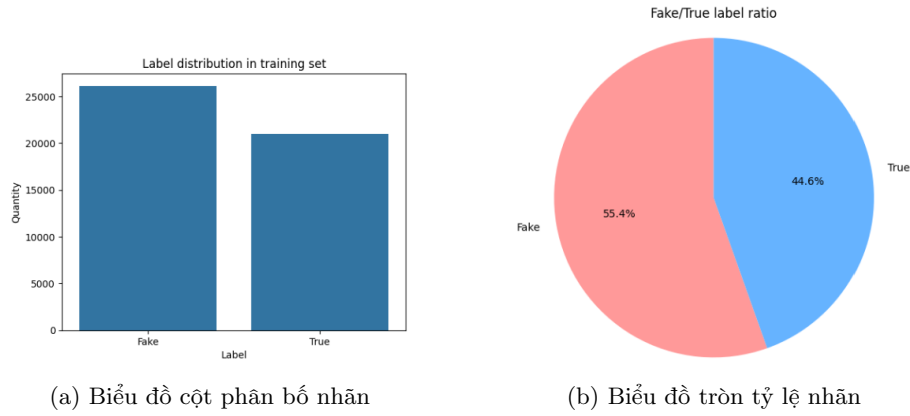 Label distribution in training set
25000
20000
15000
10000
5000
0
Quantity
Fake
True
Label
(a) Biểu đồ cột phân bố nhãn
Fake/True label ratio
44.6%
True
55.4%
Fake
(b) Biểu đồ tròn tỷ lệ nhãn